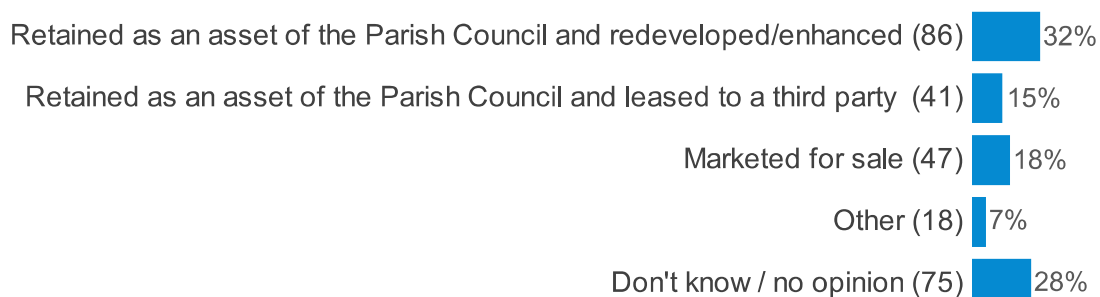 Retained as an asset of the Parish Council and redeveloped/enhanced (86) 32%
Retained as an asset of the Parish Council and leased to a third party (41) 15%
Marketed for sale (47) 18%
Other (18) 7%
Don't know / no opinion (75) 28%